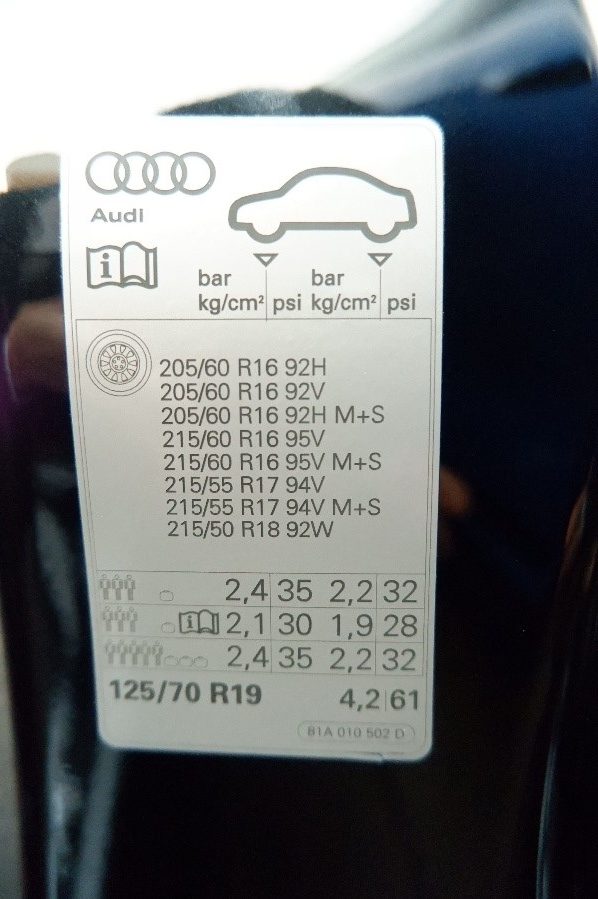 Audi
i
bar bar
kg/cm² psi kg/cm² psi
205/60 R16 92H
205/60 R16 92V
205/60 R16 92H M+S
215/60 R16 95V
215/60 R16 95V M+S
215/55 R17 94V
215/55 R17 94V M+S
215/50 R18 92W
2,4 35 2,2 32
i 2,1 30 1,9 28
2,4 35 2,2 32
125/70 R19 4,2 61
81A 010 502 D